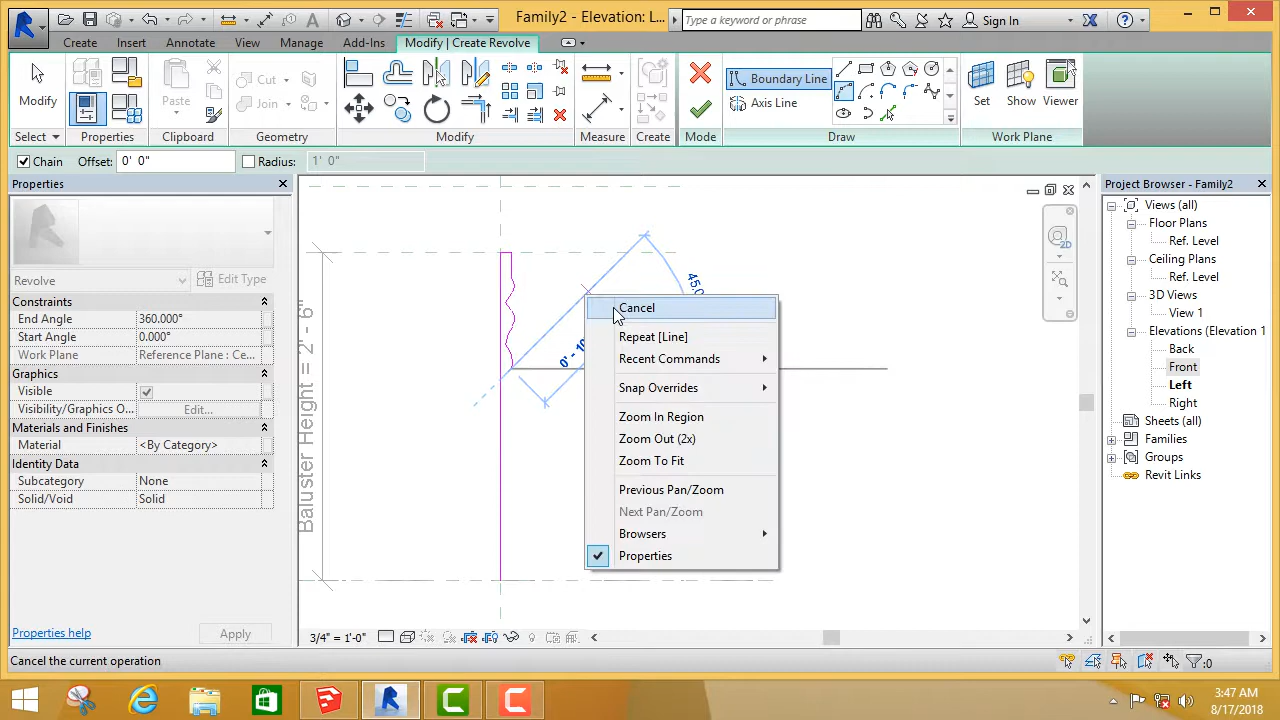 Family2 - Elevation: L...
Type a keyword or phrase
Sign In
Create
Insert
Annotate
View
Manage
Add-Ins
Modify | Create Revolve
Modify
Paste
Cut
Join
Boundary Line
Axis Line
Set
Show
Viewer
Select
Properties
Clipboard
Geometry
Modify
Measure
Create
Mode
Draw
Work Plane
Chain
Offset:
0' 0"
Radius:
1' 0"
Properties
Revolve
Edit Type
Constraints
End Angle
360.000°
Start Angle
0.000°
Work Plane
Reference Plane : Ce...
Graphics
Visible
Visibility/Graphics O...
Edit...
Materials and Finishes
Material
<By Category>
Identity Data
Subcategory
None
Solid/Void
Solid
Properties help
Apply
Baluster Height = 2' - 6"
45.0
0' - 10
Cancel
Repeat [Line]
Recent Commands
Snap Overrides
Zoom In Region
Zoom Out (2x)
Zoom To Fit
Previous Pan/Zoom
Next Pan/Zoom
Browsers
Properties
2D
Project Browser - Family2
Views (all)
Floor Plans
Ref. Level
Ceiling Plans
Ref. Level
3D Views
View 1
Elevations (Elevation 1
Back
Front
Left
Right
Sheets (all)
Families
Groups
Revit Links
3/4" = 1'-0"
Cancel the current operation
:0
3:47 AM
8/17/2018